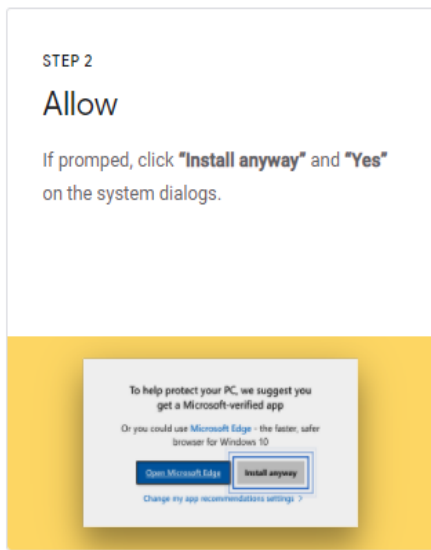 STEP 2
Allow
If promped, click “Install anyway” and “Yes”
on the system dialogs.
To help protect your PC, we suggest you
get a Microsoft-verified app
Or you could use Microsoft Edge - the faster, safer
browser for Windows 10
Open Microsoft Edge
Install anyway
Change my app recommendations settings >